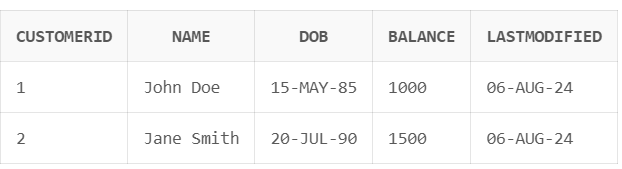 CUSTOMERID NAME DOB BALANCE LASTMODIFIED
1 John Doe 15-MAY-85 1000 06-AUG-24
2 Jane Smith 20-JUL-90 1500 06-AUG-24